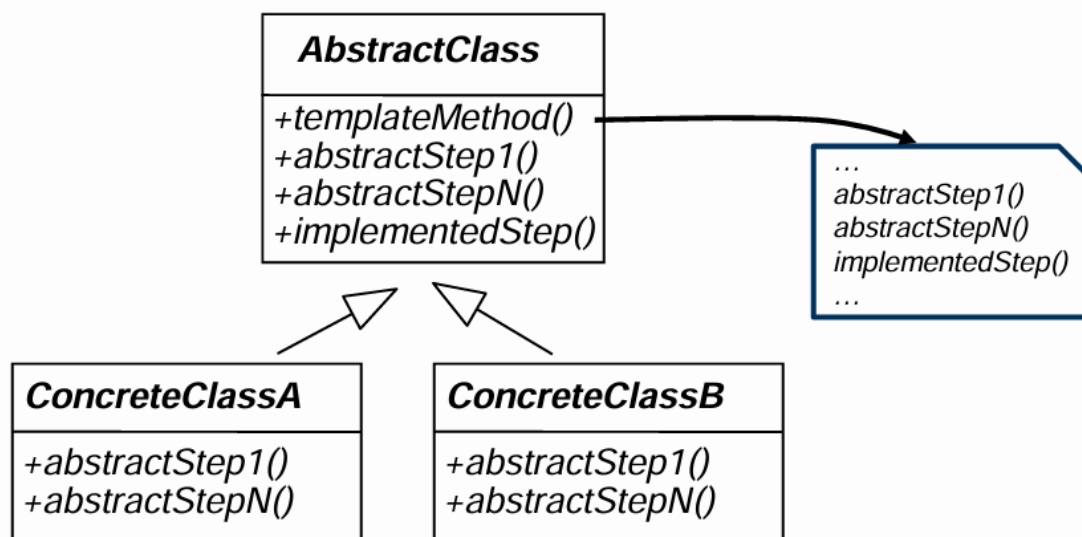 AbstractClass
+templateMethod()
+abstractStep1()
+abstractStepN()
+implementedStep()
...
abstractStep1()
abstractStepN()
implementedStep()
...
ConcreteClassA
+abstractStep1()
+abstractStepN()
ConcreteClassB
+abstractStep1()
+abstractStepN()